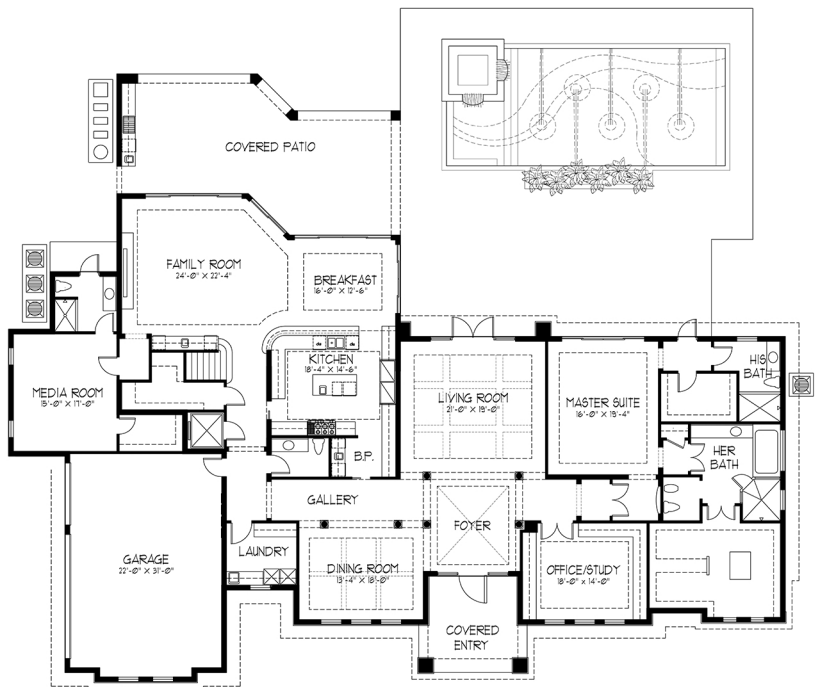 COVERED PATIO
FAMILY ROOM
24'-0" X 22'-4"
BREAKFAST
16'-0" X 12'-6"
KITCHEN
18'-4" X 14'-6"
MEDIA ROOM
15'-0" X 17'-0"
LIVING ROOM
21'-0" X 19'-0"
MASTER SUITE
16'-0" X 19'-4"
HIS
BATH
HER
BATH
B.P.
GALLERY
FOYER
GARAGE
22'-0" X 31'-0"
LAUNDRY
DINING ROOM
13'-4" X 18'-0"
OFFICE/STUDY
18'-0" X 14'-0"
COVERED
ENTRY